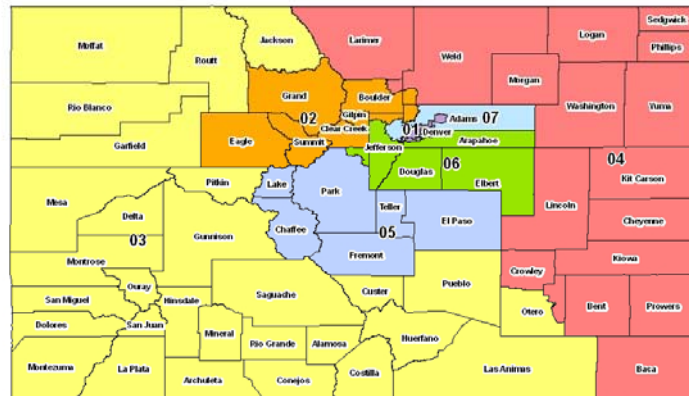 Moffat
Routt
Jackson
Larimer
Weld
Logan
Sedgwick
Phillips
Morgan
Rio Blanco
Grand
Boulder
02
Gilpin
Clear Creek
01
Adams
07
Denver
Washington
Yuma
Garfield
Eagle
Summit
Jefferson
Arapahoe
Pitkin
Lake
Park
Douglas
06
Elbert
04
Kit Carson
Mesa
Delta
03
Gunnison
Chaffee
Teller
05
El Paso
Lincoln
Cheyenne
Montrose
Fremont
Kiowa
Ouray
Crowley
San Miguel
Hinsdale
Saguache
Custer
Pueblo
Otero
Bent
Prowers
Dolores
San Juan
Mineral
Rio Grande
Alamosa
Huerfano
Montezuma
La Plata
Archuleta
Conejos
Costilla
Las Animas
Baca